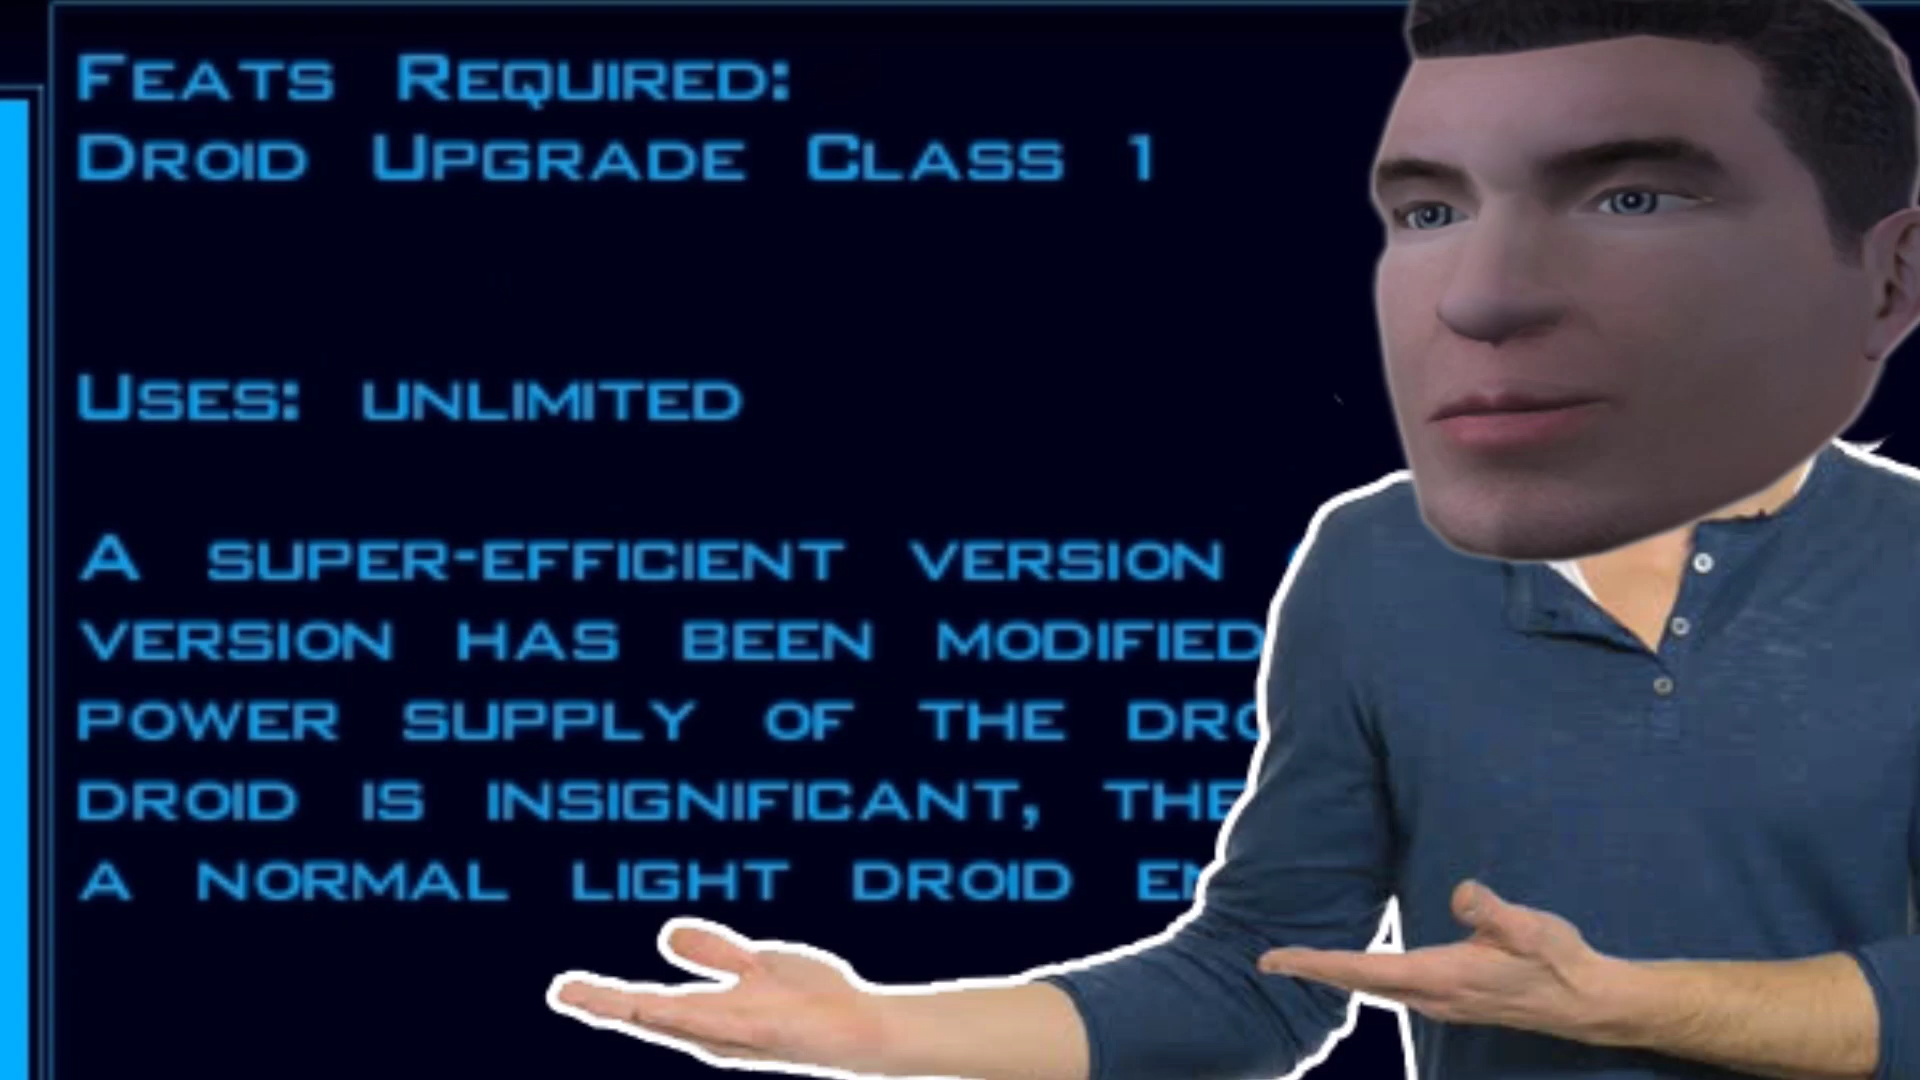 FEATS REQUIRED:
DROID UPGRADE CLASS 1
USES: UNLIMITED
A SUPER-EFFICIENT VERSION
VERSION HAS BEEN MODIFIED
POWER SUPPLY OF THE
DROID IS INSIGNIFICANT,
A NORMAL LIGHT DROID